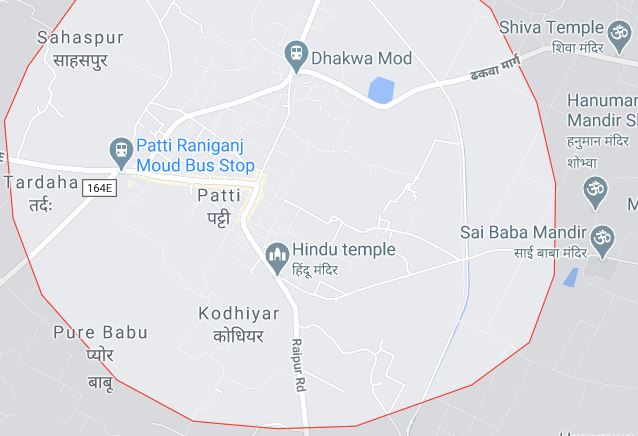 Sahaspur
साहसपुर
Shiva Temple
शिवा मंदिर
Dhakwa Mod
ढकवा मार्ग
Hanuman
Mandir Sh
हनुमान मंदिर
शोभ्वा
Patti Raniganj
Moud Bus Stop
Tardaha
तर्दः
164E
Patti
पट्टी
Sai Baba Mandir
साई बाबा मंदिर
Hindu temple
हिंदू मंदिर
Kodhiyar
कोधियर
Raipur Rd
Pure Babu
प्योर
बाबू